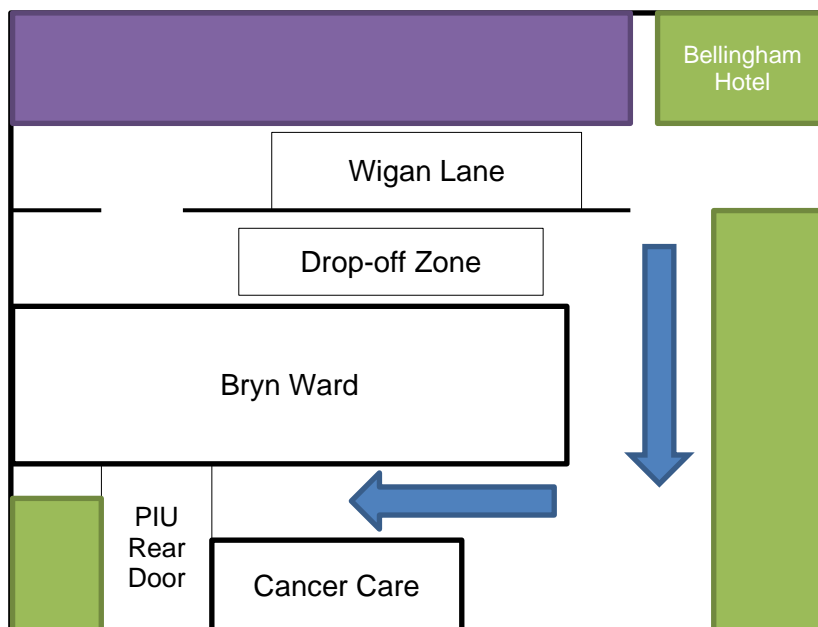 Bellingham
Hotel
Wigan Lane
Drop-off Zone
Bryn Ward
PIU
Rear
Door
Cancer Care